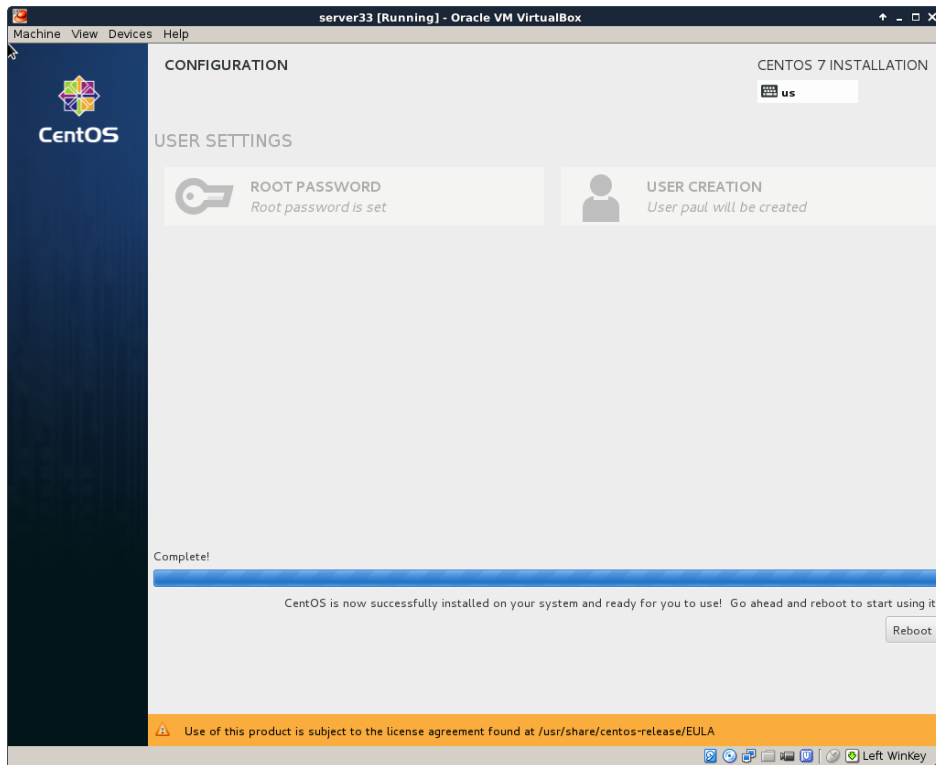 server33 [Running] - Oracle VM VirtualBox
Machine View Devices Help
CONFIGURATION
CENTOS 7 INSTALLATION
us
CentOS
USER SETTINGS
ROOT PASSWORD
Root password is set
USER CREATION
User paul will be created
Complete!
CentOS is now successfully installed on your system and ready for you to use! Go ahead and reboot to start using it
Reboot
Use of this product is subject to the license agreement found at /usr/share/centos-release/EULA
Left WinKey